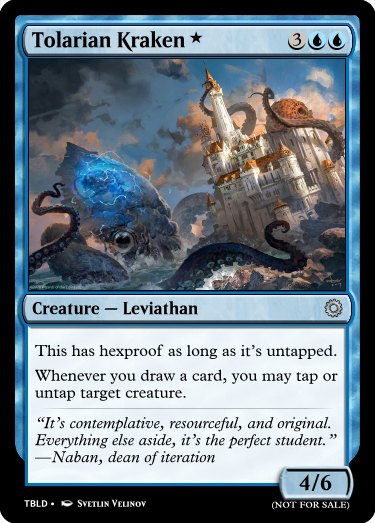 Tolarian Kraken ★ 3
Creature — Leviathan
This has hexproof as long as it's untapped.
Whenever you draw a card, you may tap or
untap target creature.
"It's contemplative, resourceful, and original.
Everything else aside, it's the perfect student."
—Naban, dean of iteration
4/6
TBLD • Svetlin Velinov
(NOT FOR SALE)